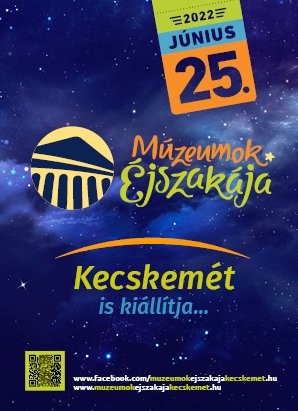 2022
JÚNIUS
25.
Múzeumok
Éjszakája
Kecskemét
is kiállítja...
www.facebook.com/muzeumokejszakajakecskemet.hu
www.muzeumokejszakajakecskemet.hu